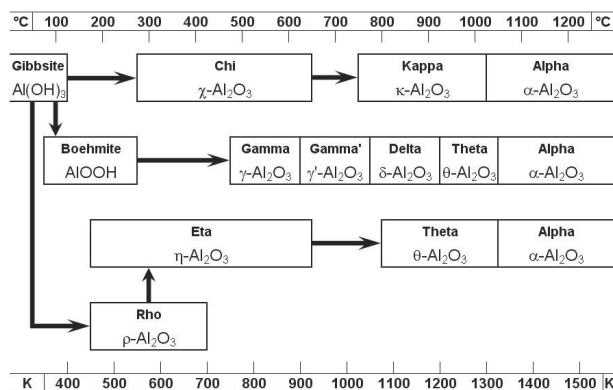 °C 100 200 300 400 500 600 700 800 900 1000 1100 1200 °C
Gibbsite Chi Kappa Alpha
Al(OH)₃ χ-Al₂O₃ κ-Al₂O₃ α-Al₂O₃
Boehmite Gamma Gamma' Delta Theta Alpha
AlOOH γ-Al₂O₃ γ'-Al₂O₃ δ-Al₂O₃ θ-Al₂O₃ α-Al₂O₃
Eta Theta Alpha
η-Al₂O₃ θ-Al₂O₃ α-Al₂O₃
Rho
ρ-Al₂O₃
K 400 500 600 700 800 900 1000 1100 1200 1300 1400 1500 K